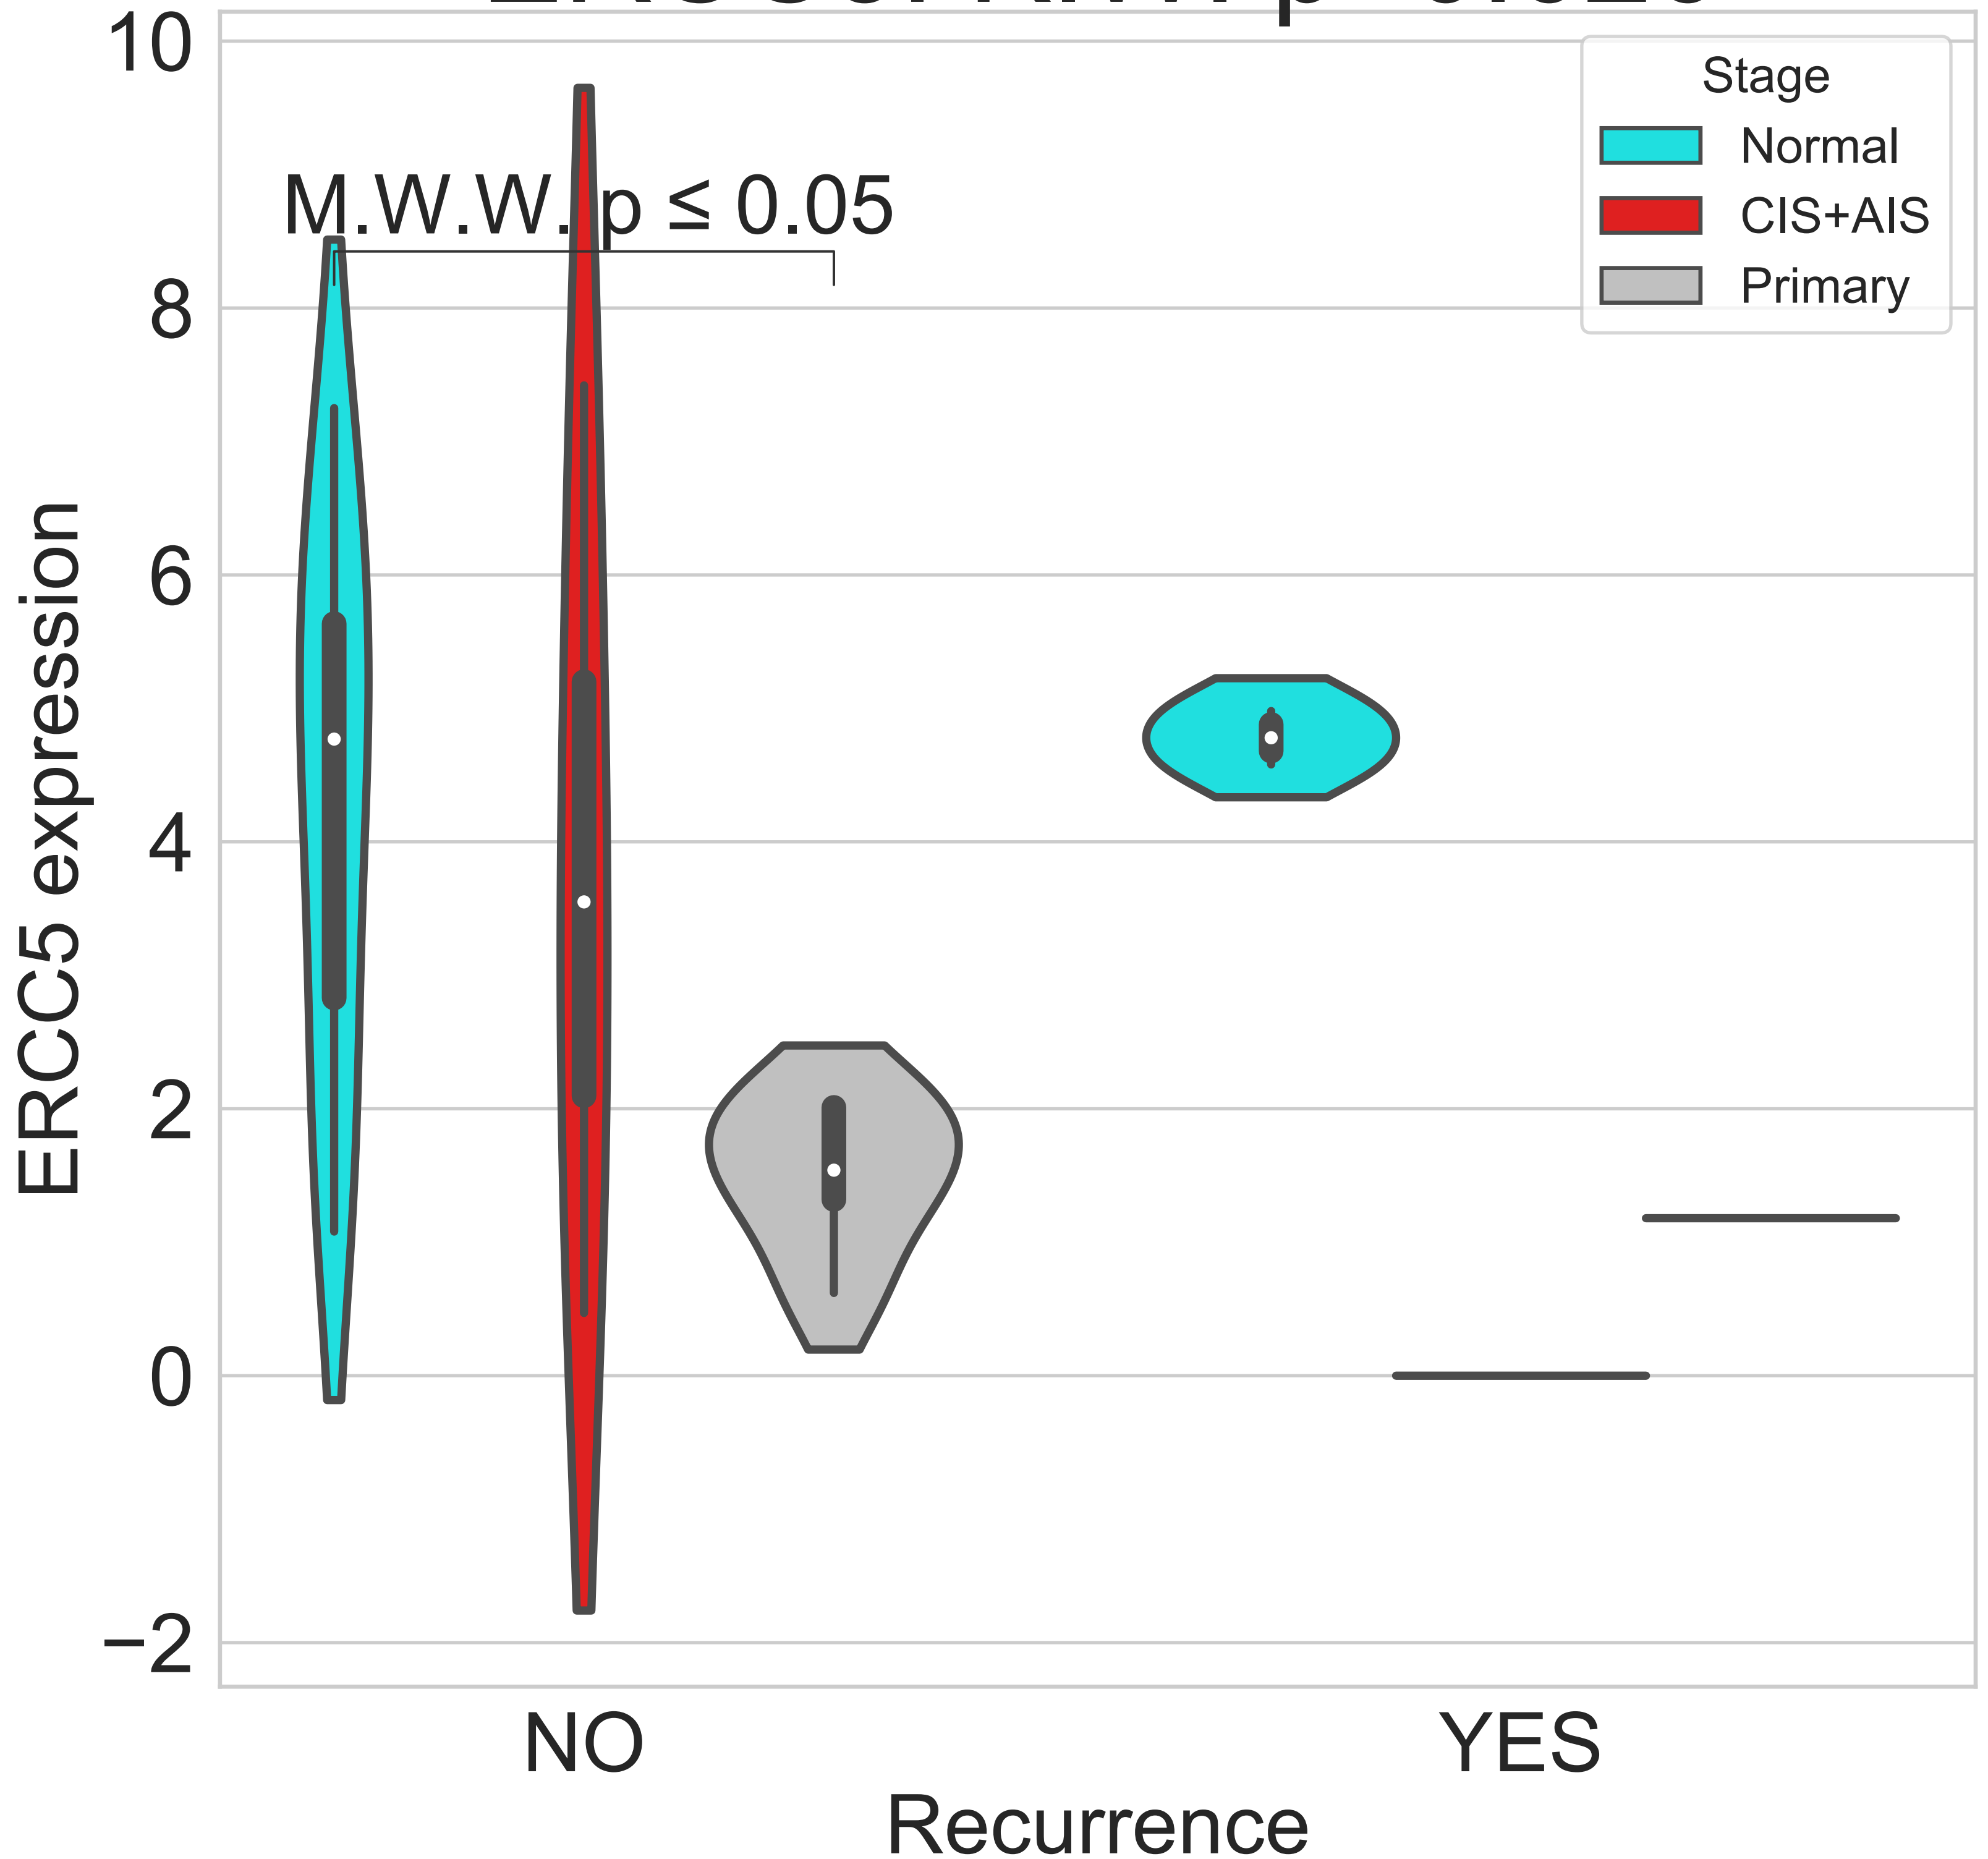 10
8
6
4
2
0
−2
ERCC5 expression
M.W.W. p ≤ 0.05
Stage
Normal
CIS+AIS
Primary
NO
YES
Recurrence